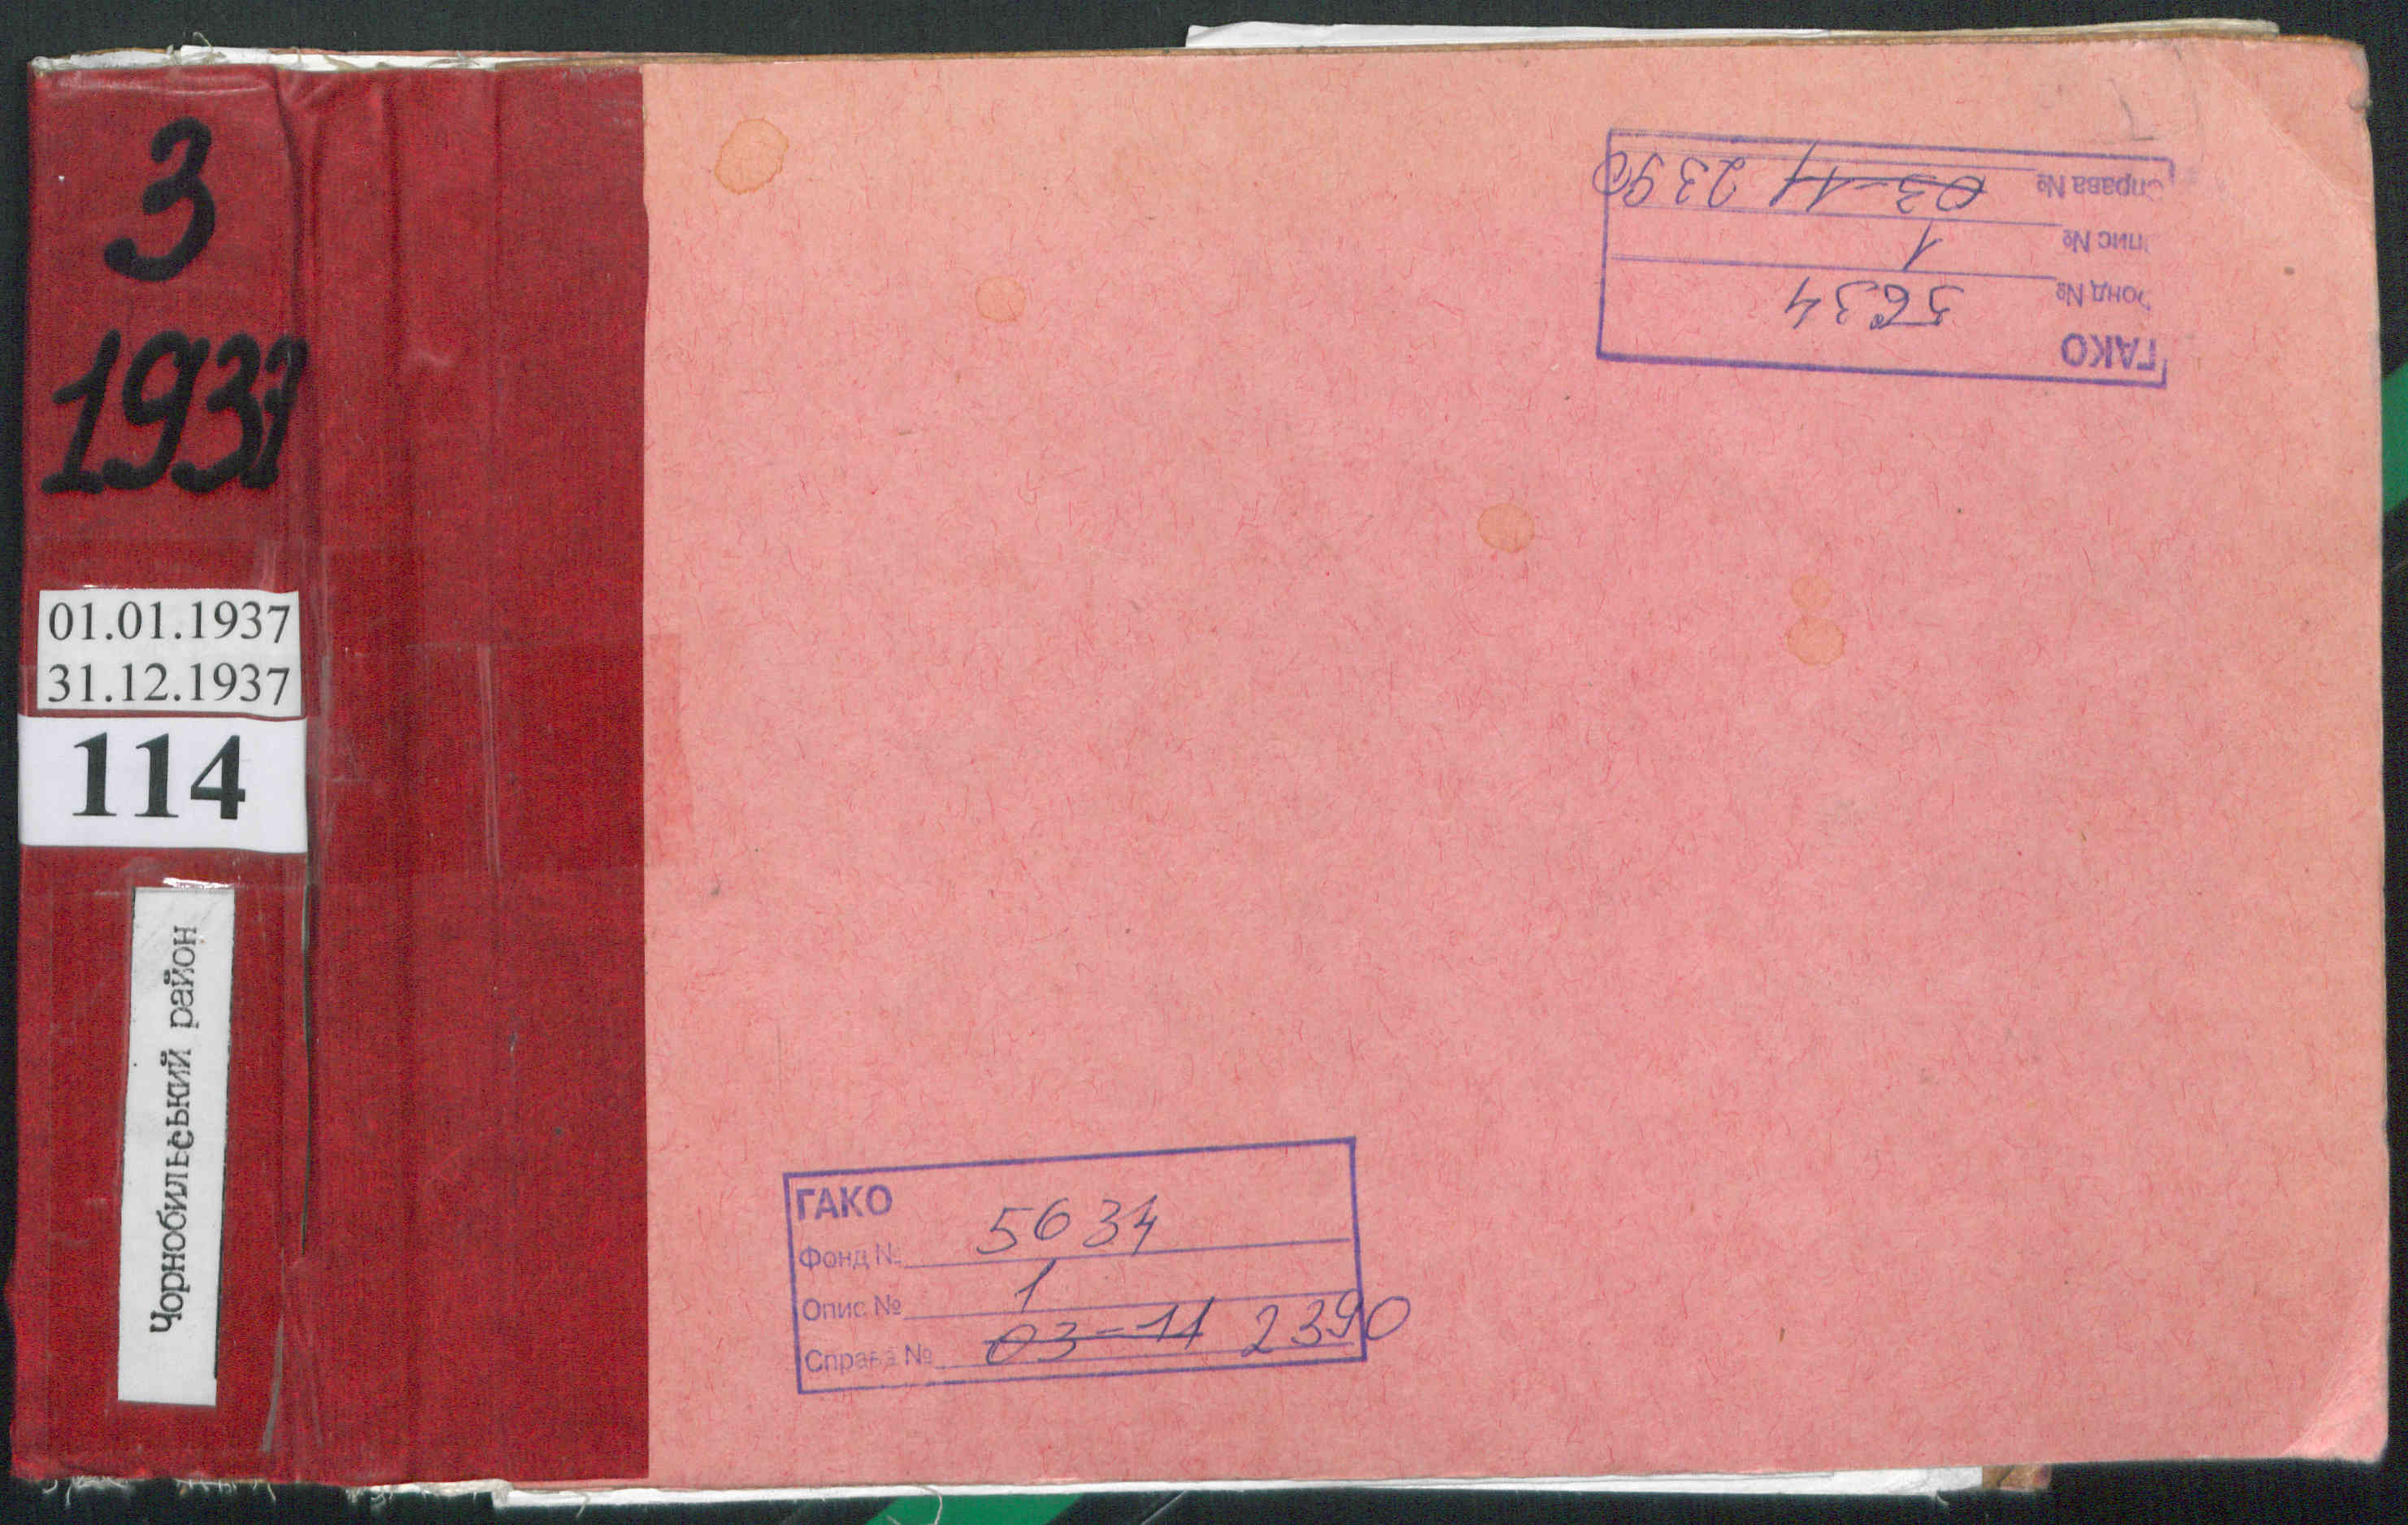 3
1937
01.01.1937
31.12.1937
114
Чорнобильський район
ГАКО
Фонд № 5634
Опис № 1
Справа № 03-11 2390
ГАКО
Фонд № 5634
Опис № 1
Справа № 03-11 2390